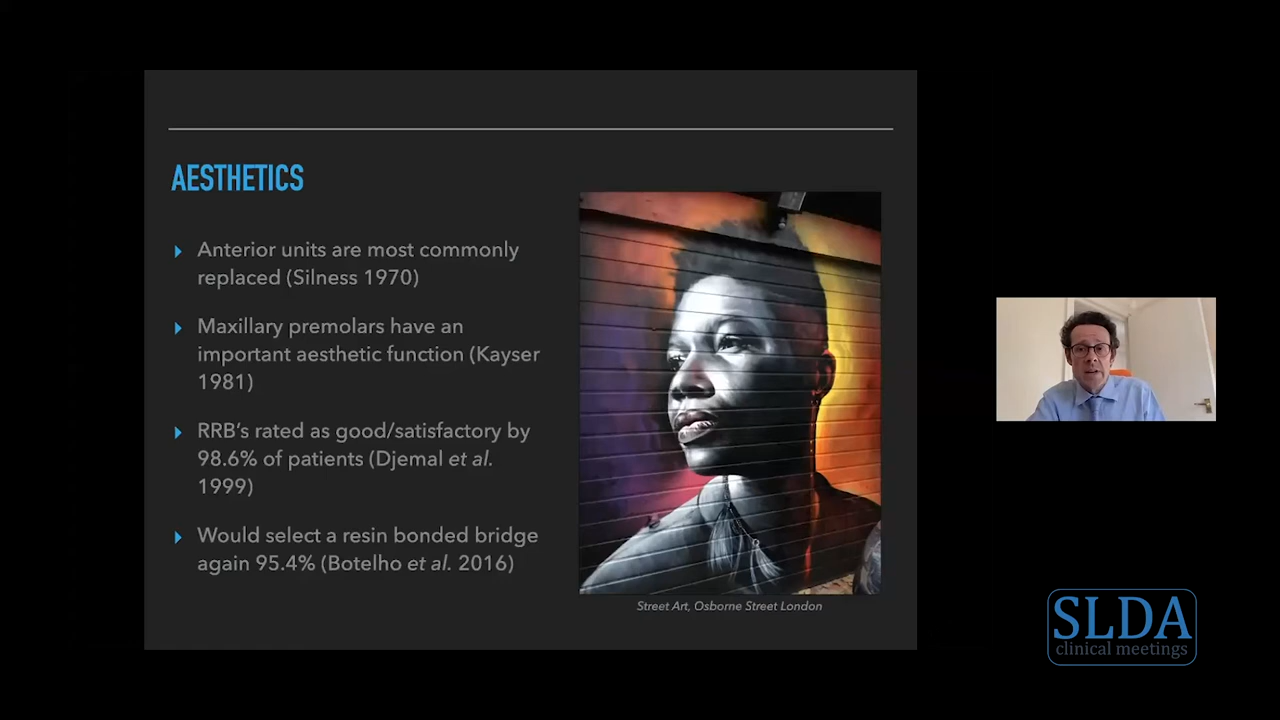 AESTHETICS
Anterior units are most commonly
replaced (Silness 1970)
Maxillary premolars have an
important aesthetic function (Kayser
1981)
RRB's rated as good/satisfactory by
98.6% of patients (Djemal et al.
1999)
Would select a resin bonded bridge
again 95.4% (Botelho et al. 2016)
Street Art, Osborne Street London
SLDA
clinical meetings